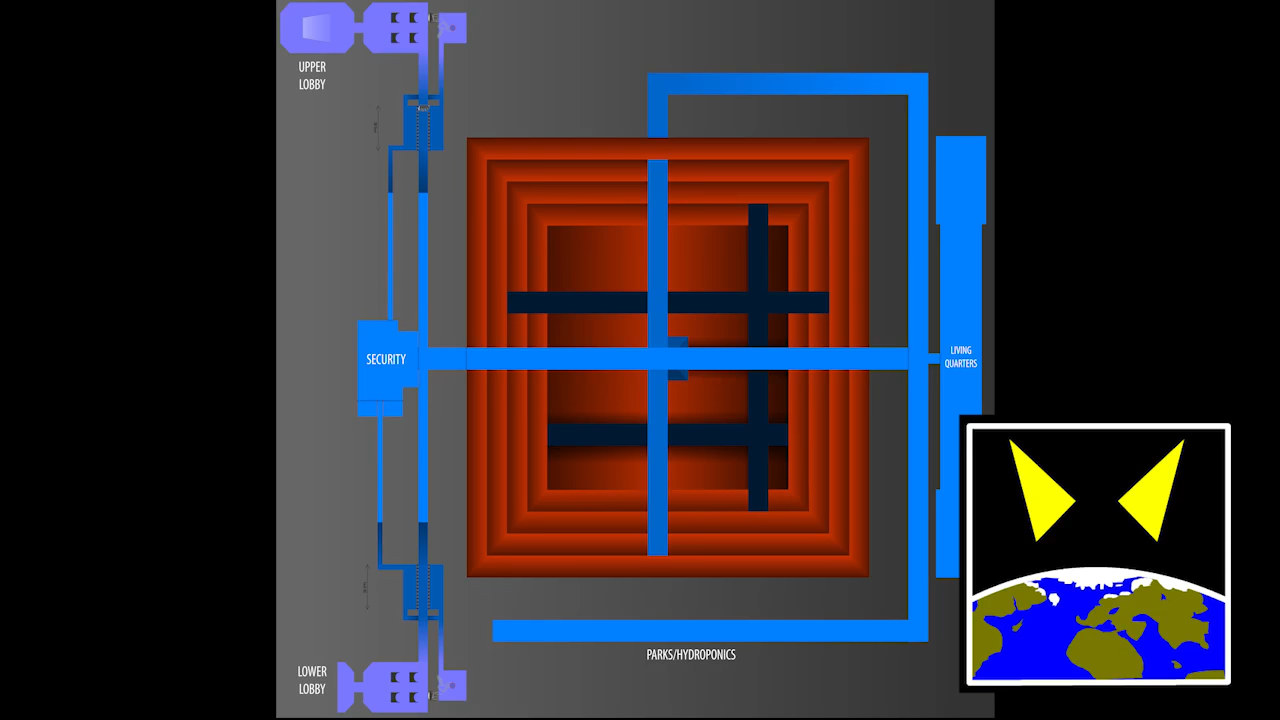 UPPER
LOBBY
SECURITY
LIVING
QUARTERS
PARKS/HYDROPONICS
LOWER
LOBBY